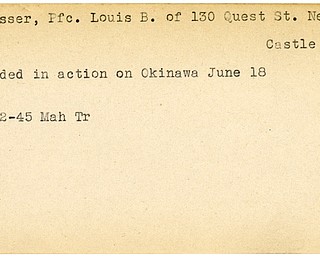 sser, Pfc. Louis B. of 130 Quest St. Ne
Castle
ded in action on Okinawa June 18
2-45 Mah Tr